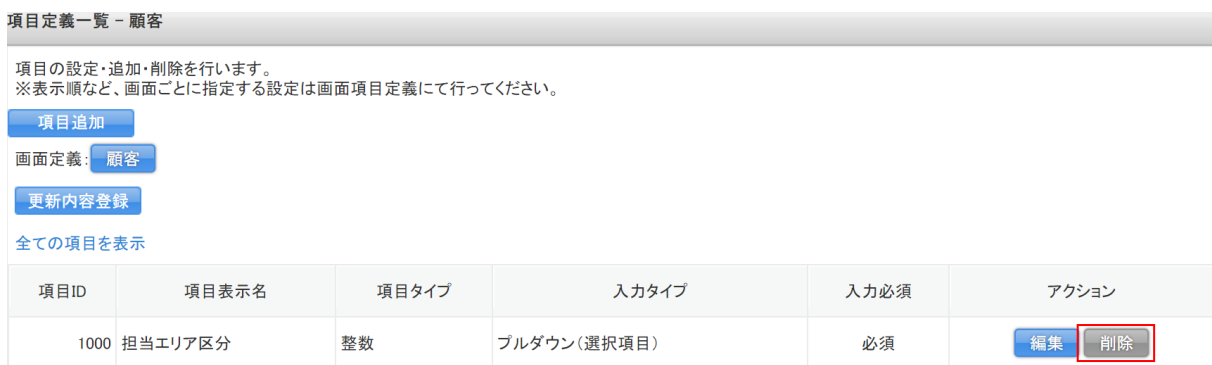 項目定義一覧 - 顧客
項目の設定・追加・削除を行います。
※表示順など、画面ごとに指定する設定は画面項目定義にて行ってください。
項目追加
画面定義: 顧客
更新内容登録
全ての項目を表示
項目ID 項目表示名 項目タイプ 入力タイプ 入力必須 アクション
1000 担当エリア区分 整数 プルダウン(選択項目) 必須 編集 削除